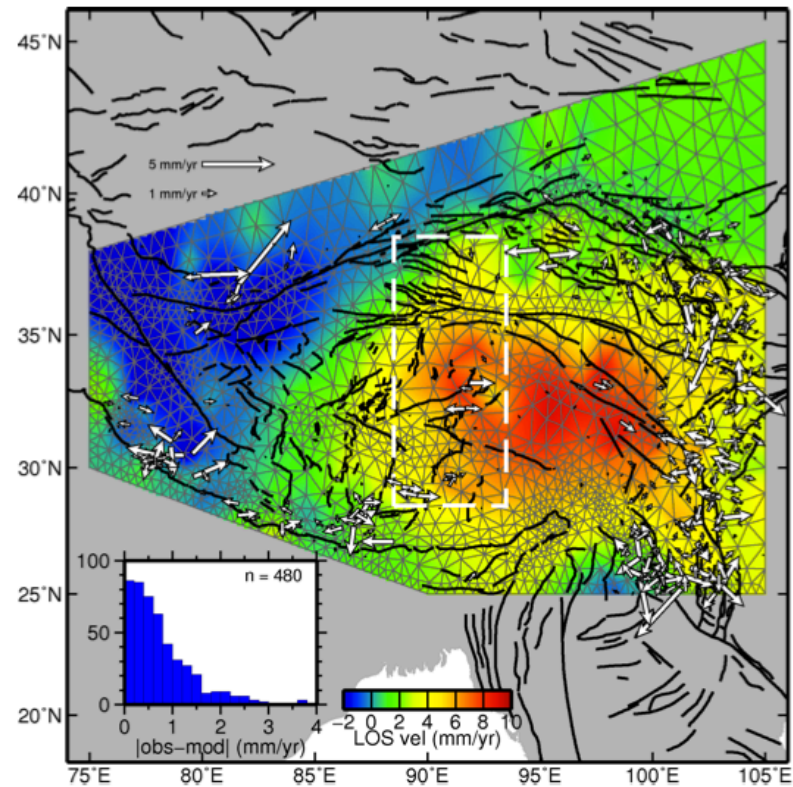 45°N
5 mm/yr
1 mm/yr
40°N
35°N
30°N
25°N
20°N
100
50
0
n = 480
0 1 2 3 4
|obs−mod| (mm/yr)
−2 0 2 4 6 8 10
LOS vel (mm/yr)
75°E 80°E 85°E 90°E 95°E 100°E 105°E